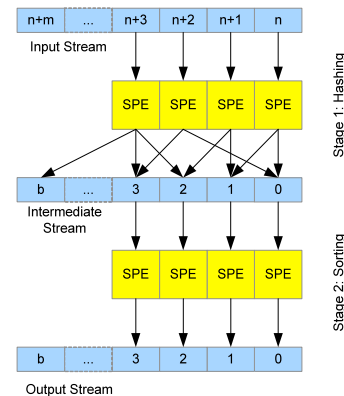 n+m ... n+3 n+2 n+1 n
Input Stream
SPE SPE SPE SPE
Stage 1: Hashing
b ... 3 2 1 0
Intermediate
Stream
SPE SPE SPE SPE
Stage 2: Sorting
b ... 3 2 1 0
Output Stream